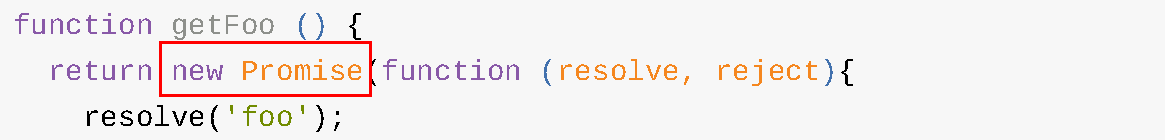 function getFoo () {
return new Promise(function (resolve, reject){
resolve('foo');